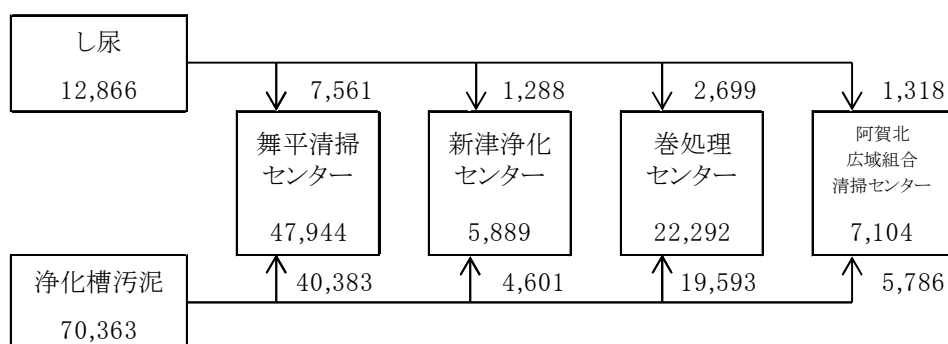 し尿
12,866
7,561
1,288
2,699
1,318
舞平清掃
センター
47,944
新津浄化
センター
5,889
巻処理
センター
22,292
阿賀北
広域組合
清掃センター
7,104
浄化槽汚泥
70,363
40,383
4,601
19,593
5,786